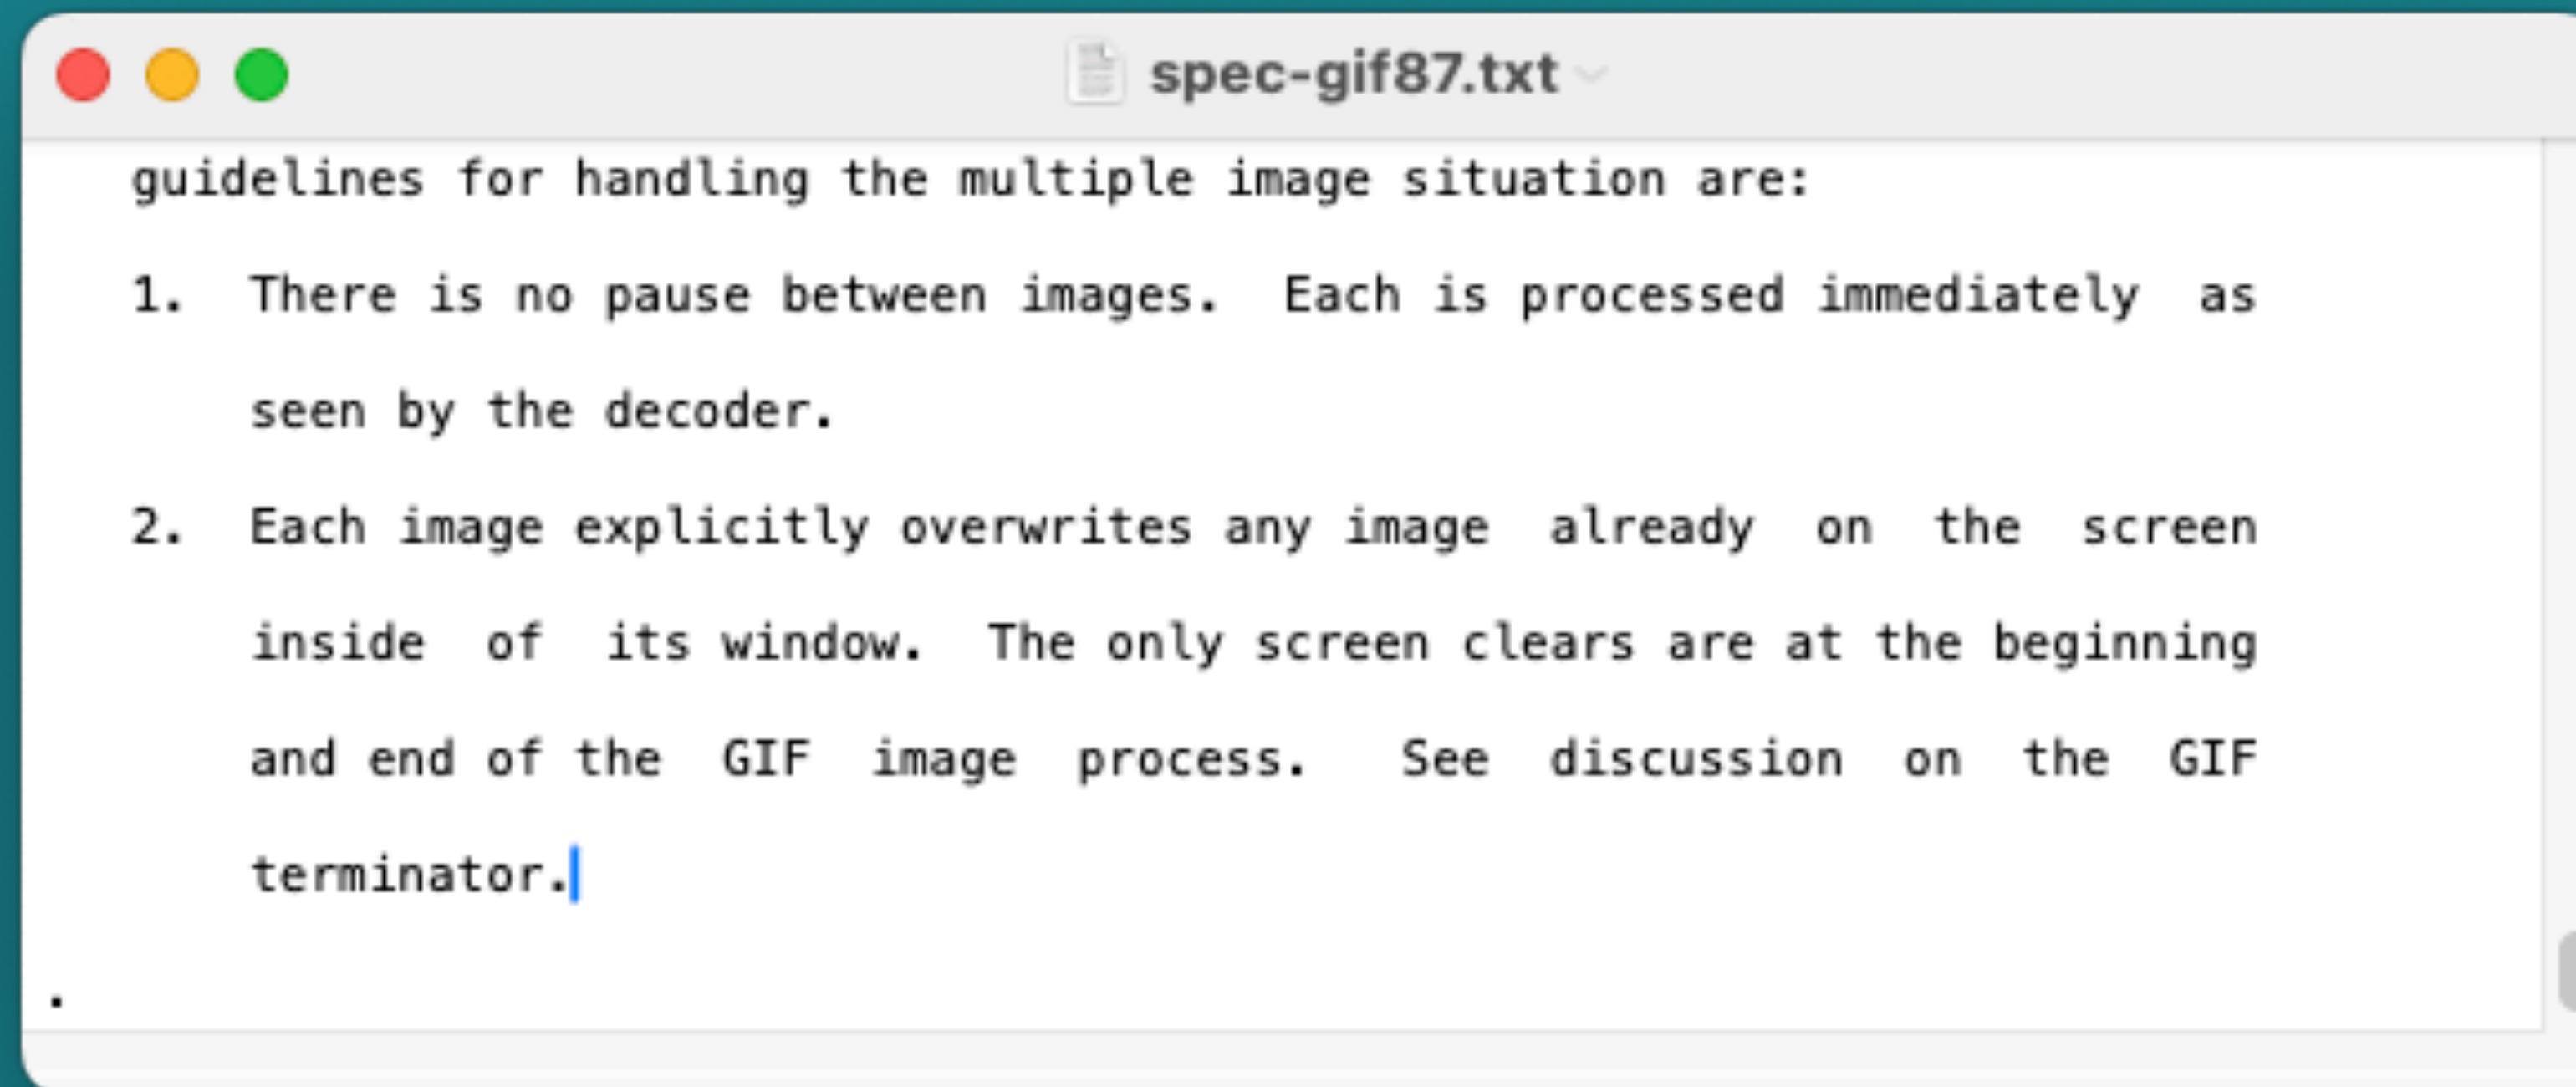 spec-gif87.txt
guidelines for handling the multiple image situation are:
1.  There is no pause between images.  Each is processed immediately  as
    seen by the decoder.
2.  Each image explicitly overwrites any image  already  on  the  screen
    inside  of  its window.  The only screen clears are at the beginning
    and end of the  GIF  image  process.   See  discussion  on  the  GIF
    terminator.
.